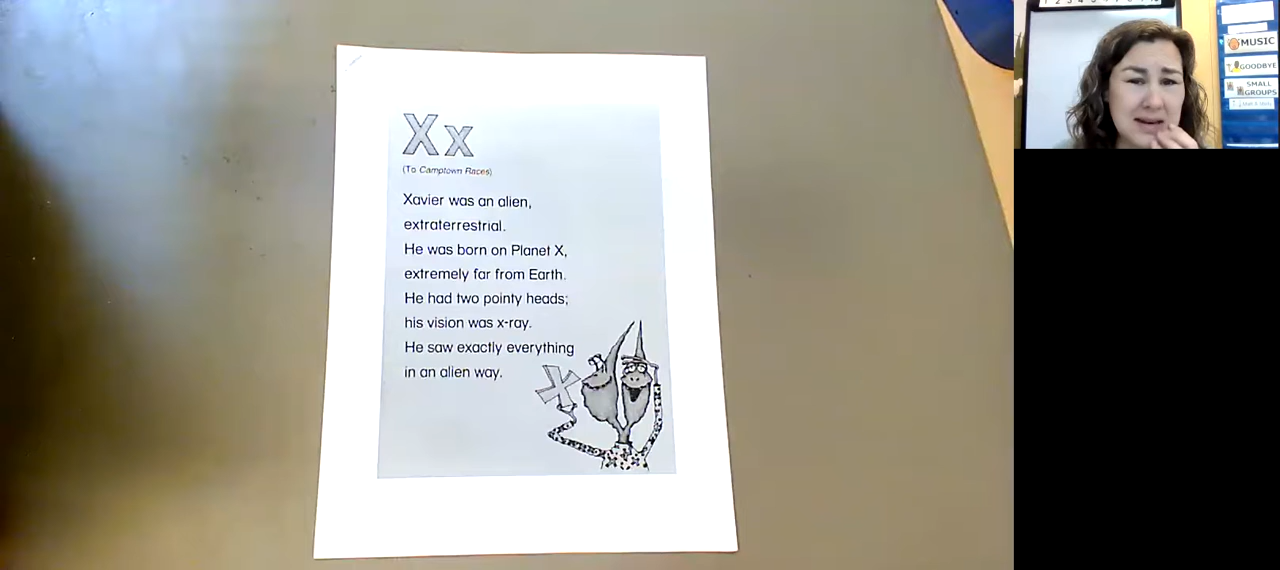 Xx
(To Camptown Races)
Xavier was an alien,
extraterrestrial.
He was born on Planet X,
extremely far from Earth.
He had two pointy heads;
his vision was x-ray.
He saw exactly everything
in an alien way.
X
MUSIC
GOODBYE
SMALL
GROUPS